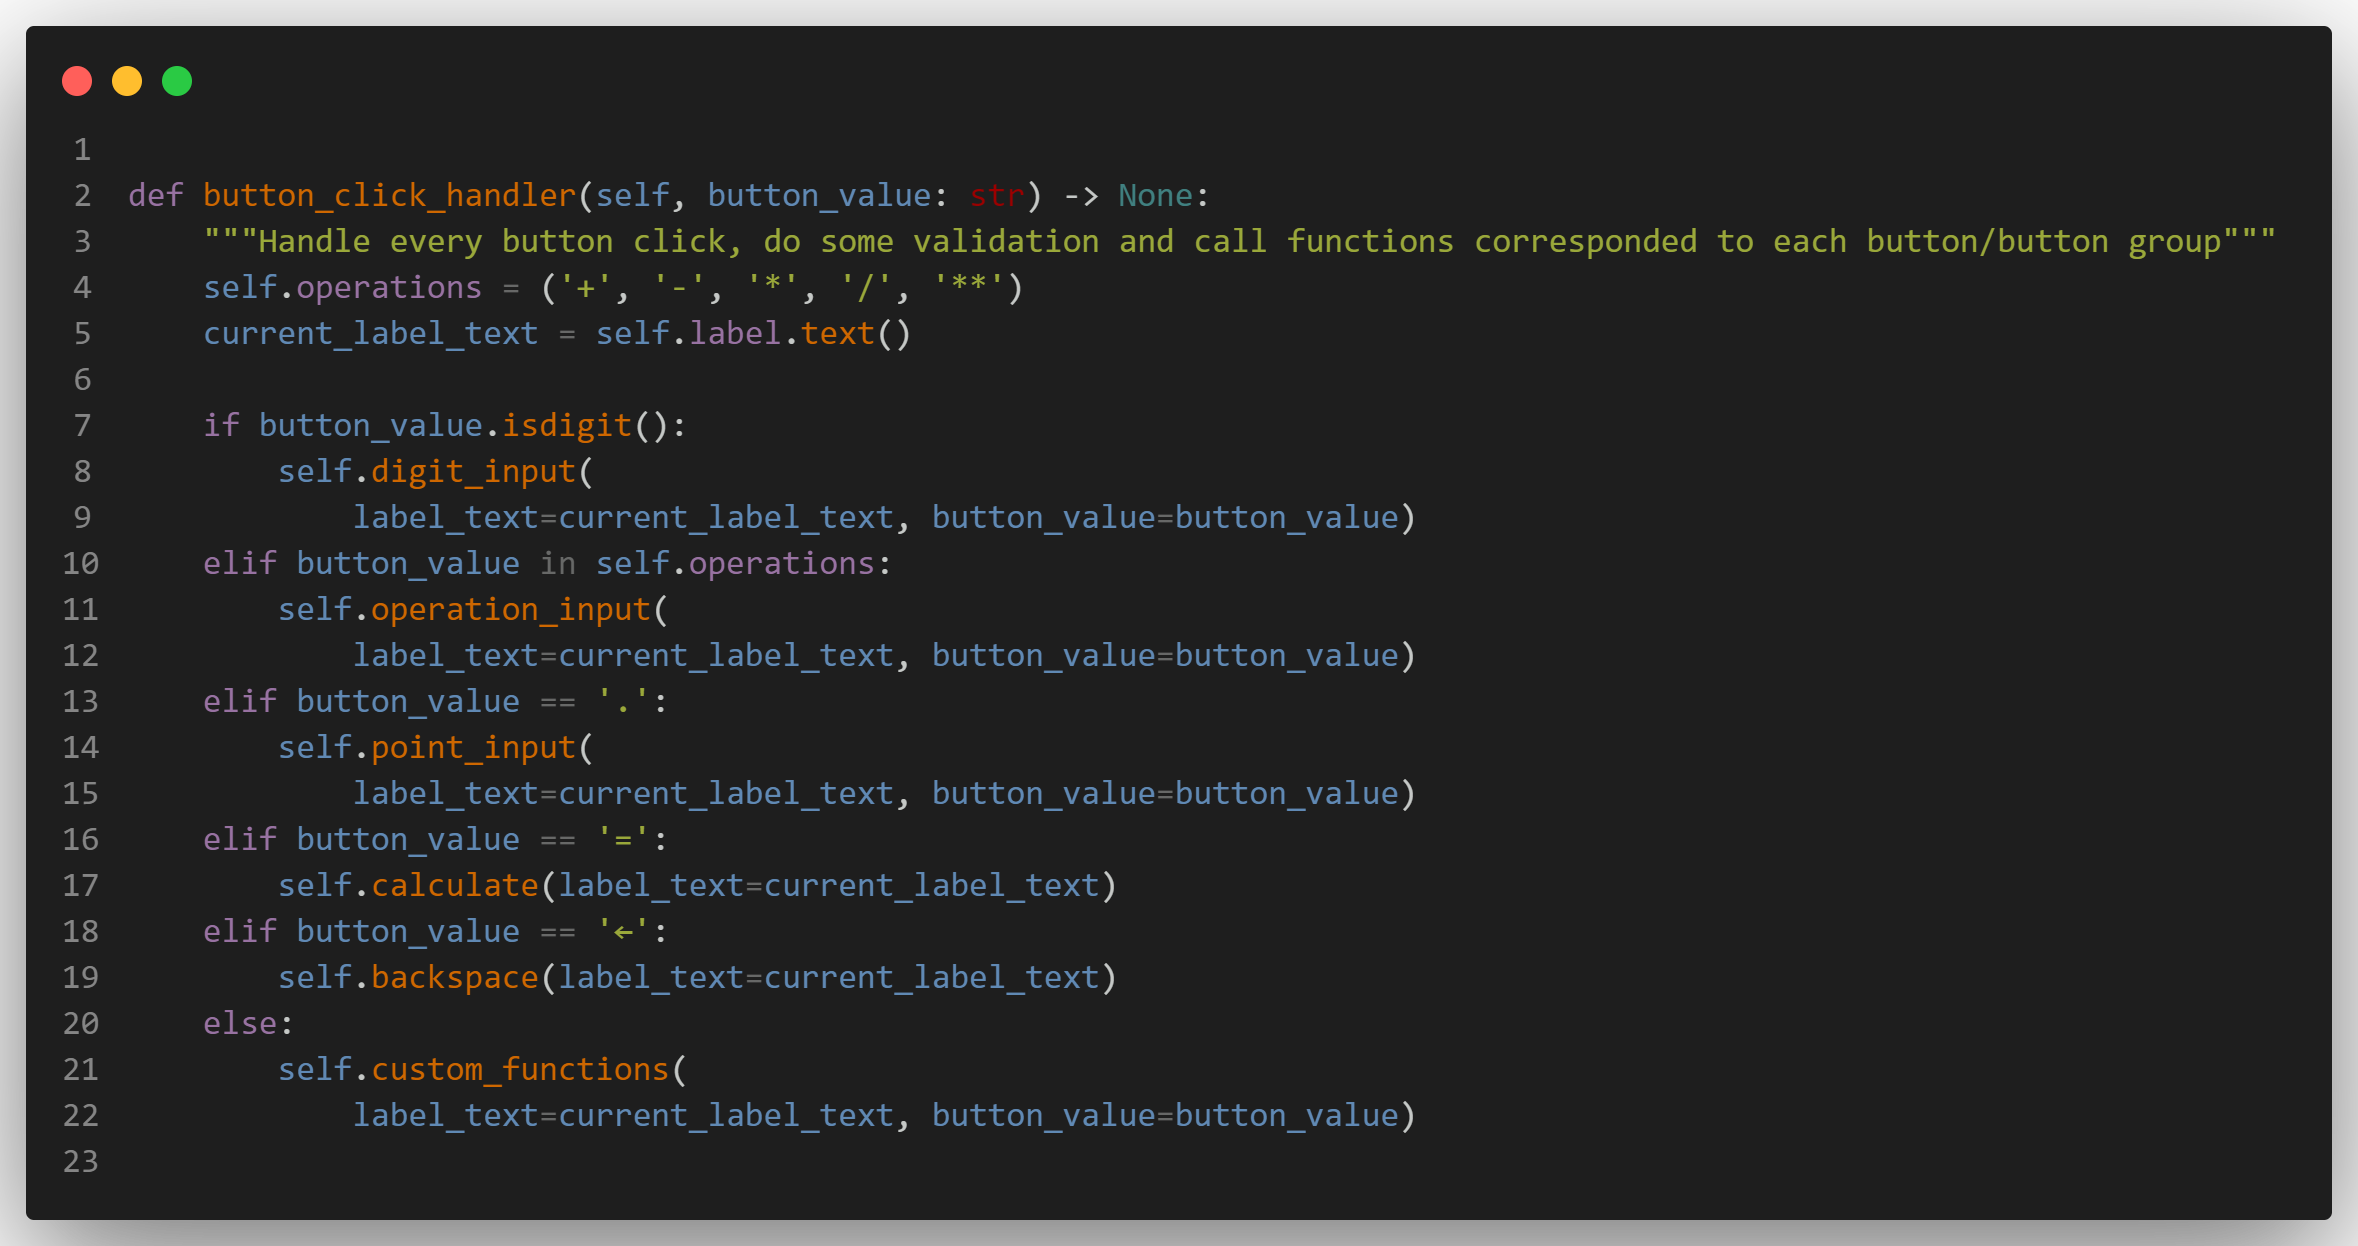 1
2 def button_click_handler(self, button_value: str) -> None:
3     """Handle every button click, do some validation and call functions corresponded to each button/button group"""
4     self.operations = ('+', '-', '*', '/', '**')
5     current_label_text = self.label.text()
6
7     if button_value.isdigit():
8         self.digit_input(
9             label_text=current_label_text, button_value=button_value)
10     elif button_value in self.operations:
11         self.operation_input(
12             label_text=current_label_text, button_value=button_value)
13     elif button_value == '.':
14         self.point_input(
15             label_text=current_label_text, button_value=button_value)
16     elif button_value == '=':
17         self.calculate(label_text=current_label_text)
18     elif button_value == '←':
19         self.backspace(label_text=current_label_text)
20     else:
21         self.custom_functions(
22             label_text=current_label_text, button_value=button_value)
23